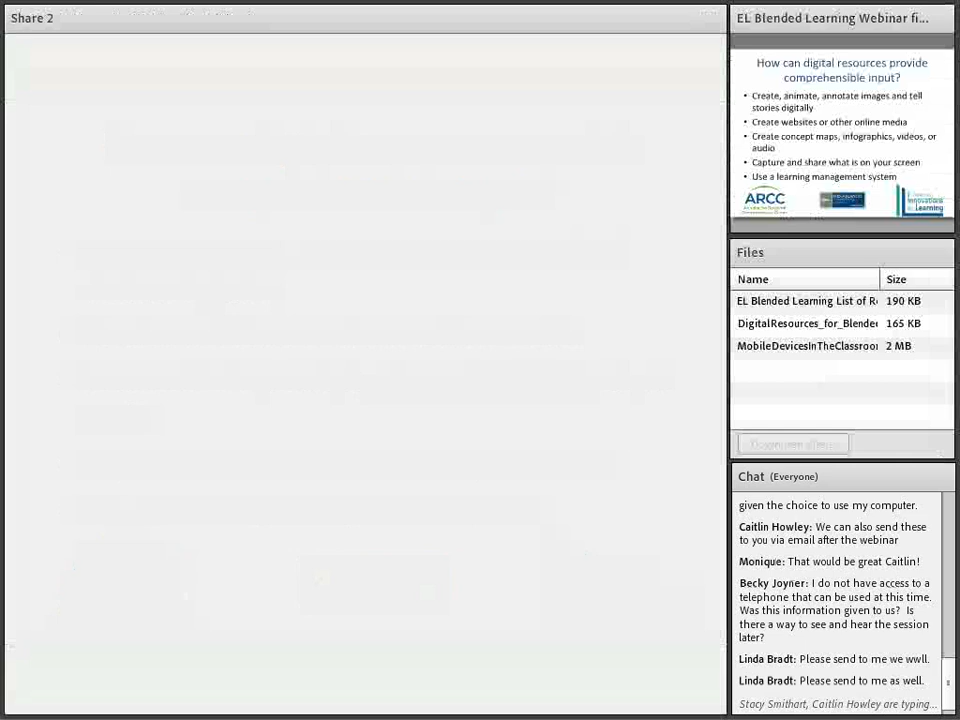 Share 2
EL Blended Learning Webinar fi...
How can digital resources provide
comprehensible input?
• Create, animate, annotate images and tell
stories digitally
• Create websites or other online media
• Create concept maps, infographics, videos, or
audio
• Capture and share what is on your screen
• Use a learning management system
ARCC
Innovations
in Learning
Files
Name Size
EL Blended Learning List of R 190 KB
DigitalResources_for_Blende 165 KB
MobileDevicesInTheClassroo 2 MB
Chat (Everyone)
given the choice to use my computer.
Caitlin Howley: We can also send these
to you via email after the webinar
Monique: That would be great Caitlin!
Becky Joyner: I do not have access to a
telephone that can be used at this time.
Was this information given to us? Is
there a way to see and hear the session
later?
Linda Bradt: Please send to me we wwll.
Linda Bradt: Please send to me as well.
Stacy Smithart, Caitlin Howley are typing...